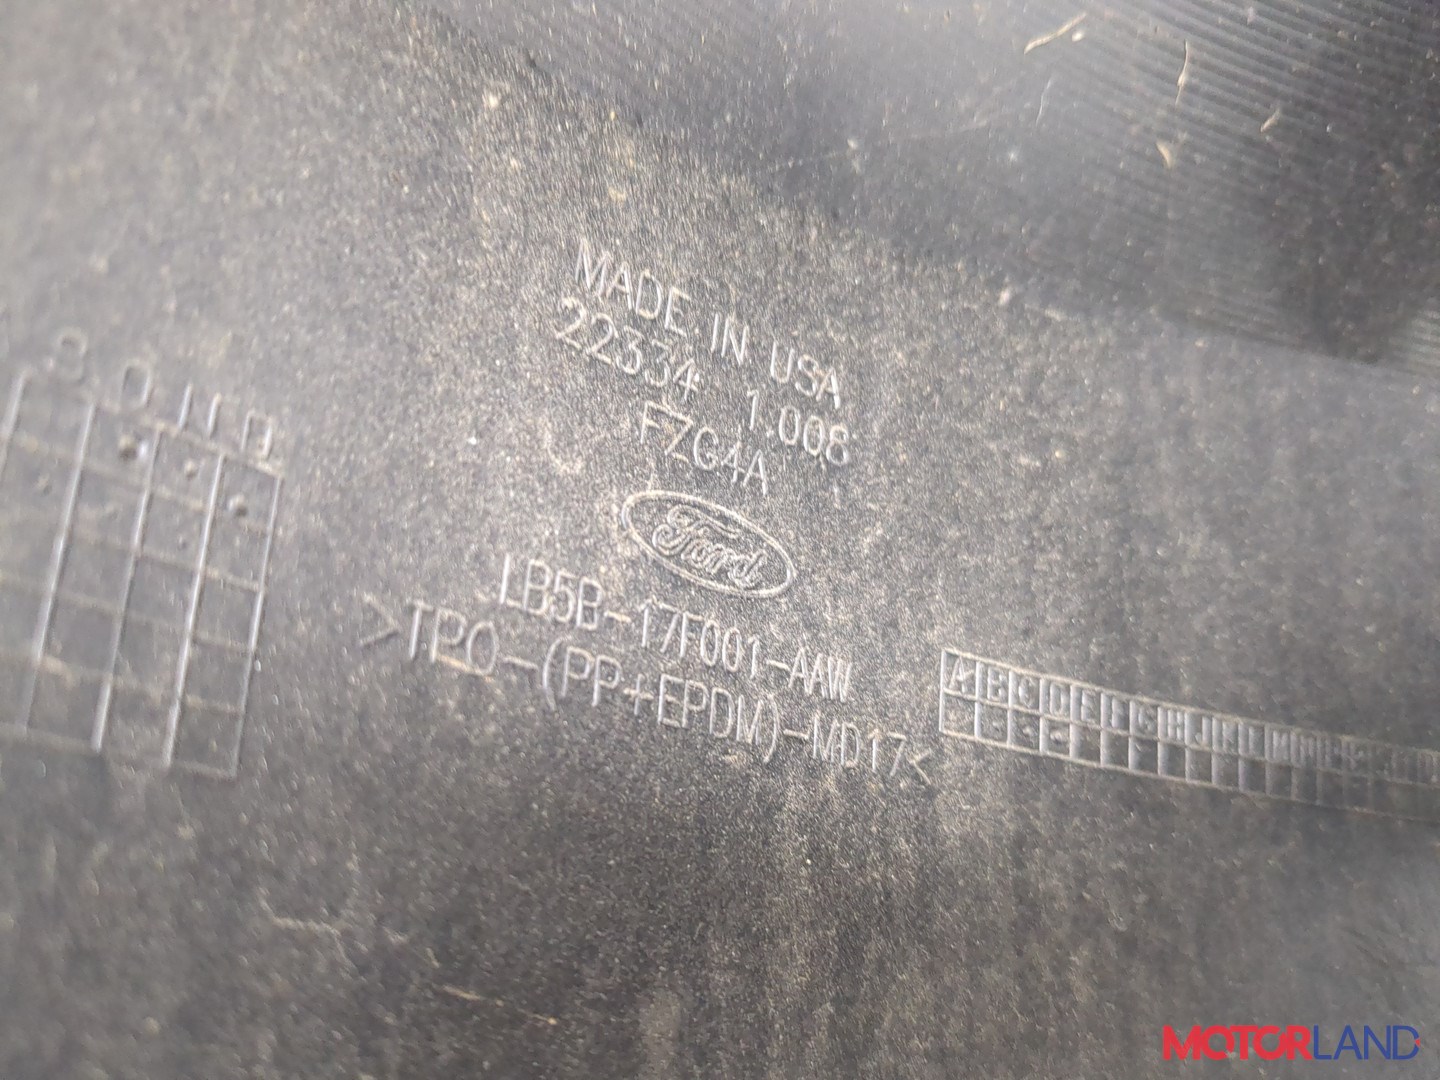 MADE IN USA
22334 1.008
FZG4A
Ford
LB5B-17F001-AAW
>TPO-(PP+EPDM)-MD17<
A B C D E F G H J K L M
MOTORLAND